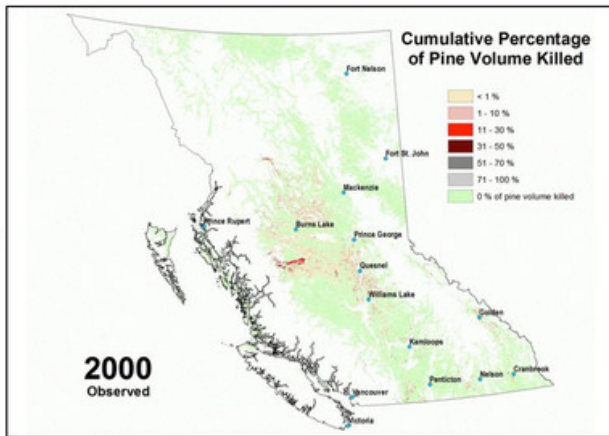 Cumulative Percentage
of Pine Volume Killed
< 1 %
1 - 10 %
11 - 30 %
31 - 50 %
51 - 70 %
71 - 100 %
0 % of pine volume killed
Fort Nelson
Fort St. John
Mackenzie
Prince Rupert
Burns Lake
Prince George
Quesnel
Williams Lake
Golden
Kamloops
Cranbrook
Penticton
Nelson
Vancouver
Victoria
2000
Observed